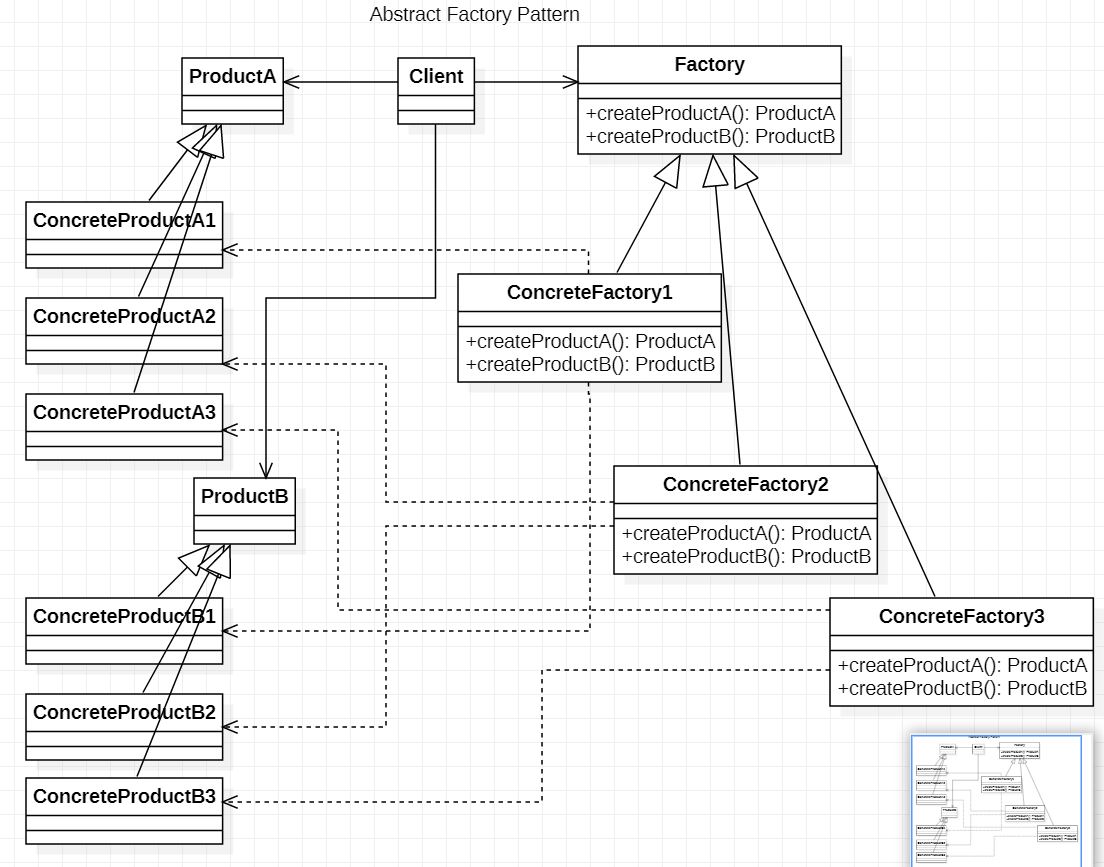 Abstract Factory Pattern
ProductA
Client
Factory
+createProductA(): ProductA
+createProductB(): ProductB
ConcreteProductA1
ConcreteFactory1
+createProductA(): ProductA
+createProductB(): ProductB
ConcreteProductA2
ConcreteProductA3
ProductB
ConcreteFactory2
+createProductA(): ProductA
+createProductB(): ProductB
ConcreteProductB1
ConcreteFactory3
+createProductA(): ProductA
+createProductB(): ProductB
ConcreteProductB2
ConcreteProductB3